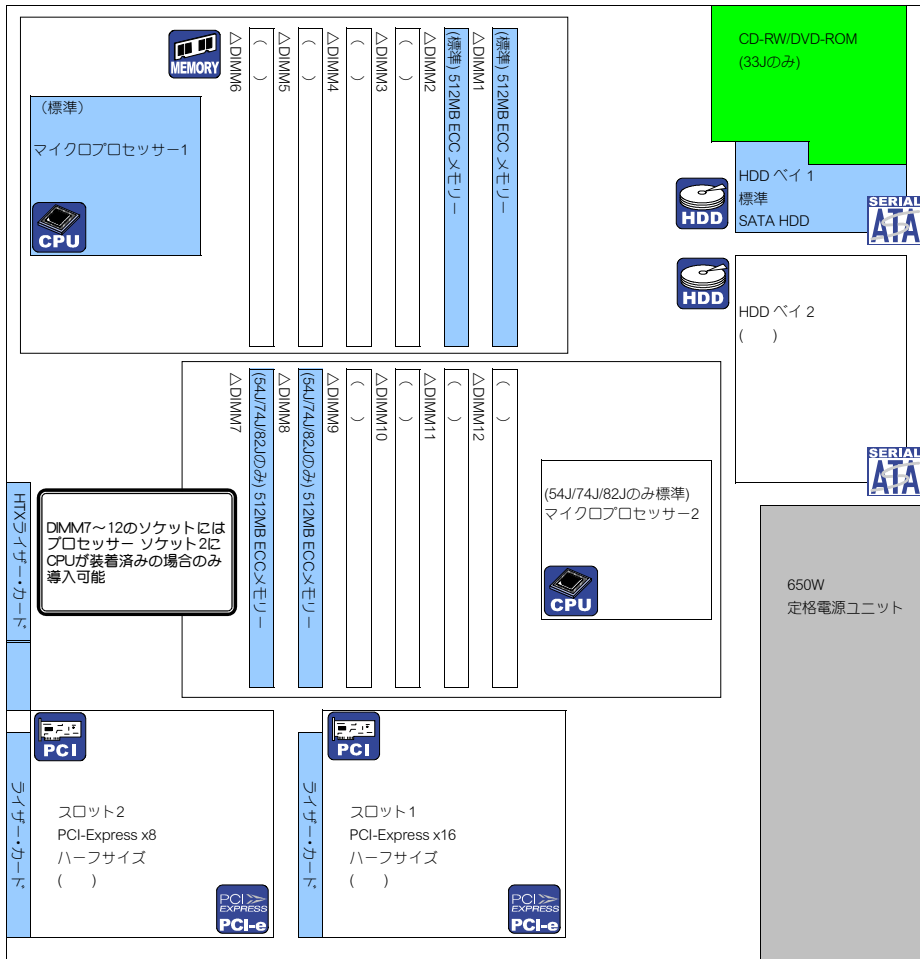 MEMORY
△DIMM6
(　)
△DIMM5
(　)
△DIMM4
(　)
△DIMM3
(　)
△DIMM2
(標準) 512MB ECC メモリー
△DIMM1
(標準) 512MB ECC メモリー
(標準)
マイクロプロセッサー1
CPU
CD-RW/DVD-ROM
(33Jのみ)
HDD
HDD ベイ 1
標準
SATA HDD
SERIAL
ATA
HDD
HDD ベイ 2
(　)
SERIAL
ATA
△DIMM7
(54J/74J/82Jのみ) 512MB ECCメモリー
△DIMM8
(54J/74J/82Jのみ) 512MB ECCメモリー
△DIMM9
(　)
△DIMM10
(　)
△DIMM11
(　)
△DIMM12
(　)
(54J/74J/82Jのみ標準)
マイクロプロセッサー2
CPU
HTXライザー・カード
DIMM7～12のソケットには
プロセッサー ソケット2に
CPUが装着済みの場合のみ
導入可能
650W
定格電源ユニット
ライザー・カード
PCI
スロット2
PCI-Express x8
ハーフサイズ
(　)
PCI
EXPRESS
PCI-e
ライザー・カード
PCI
スロット1
PCI-Express x16
ハーフサイズ
(　)
PCI
EXPRESS
PCI-e